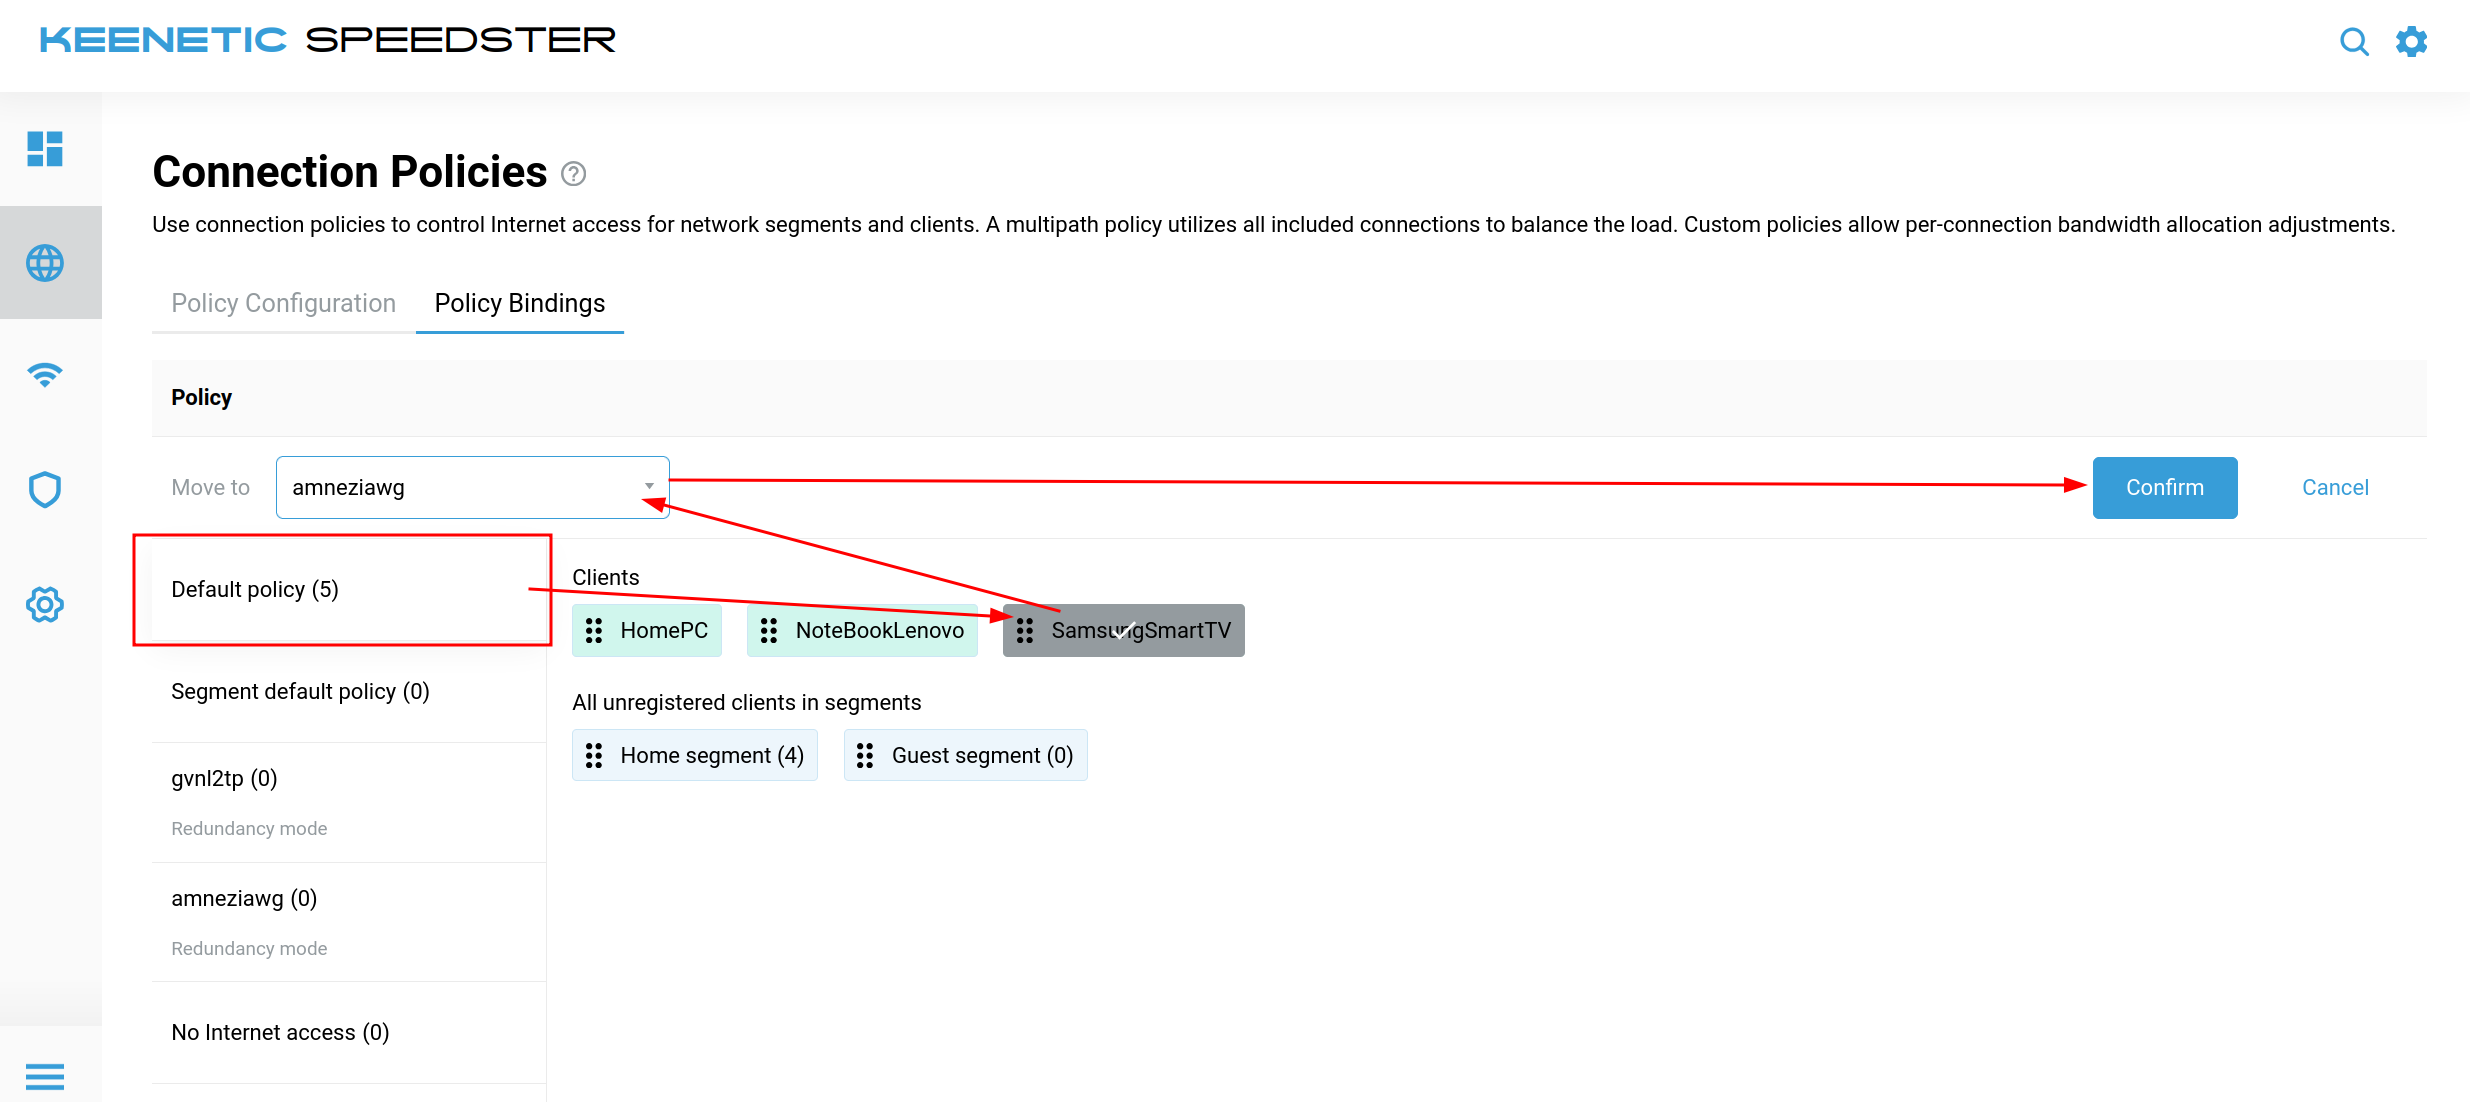 KEENETIC SPEEDSTER
Connection Policies ?
Use connection policies to control Internet access for network segments and clients. A multipath policy utilizes all included connections to balance the load. Custom policies allow per-connection bandwidth allocation adjustments.
Policy Configuration Policy Bindings
Policy
Move to amneziawg Confirm Cancel
Default policy (5)
Clients
HomePC NoteBookLenovo SamsungSmartTV
All unregistered clients in segments
Home segment (4) Guest segment (0)
Segment default policy (0)
gvnl2tp (0)
Redundancy mode
amneziawg (0)
Redundancy mode
No Internet access (0)